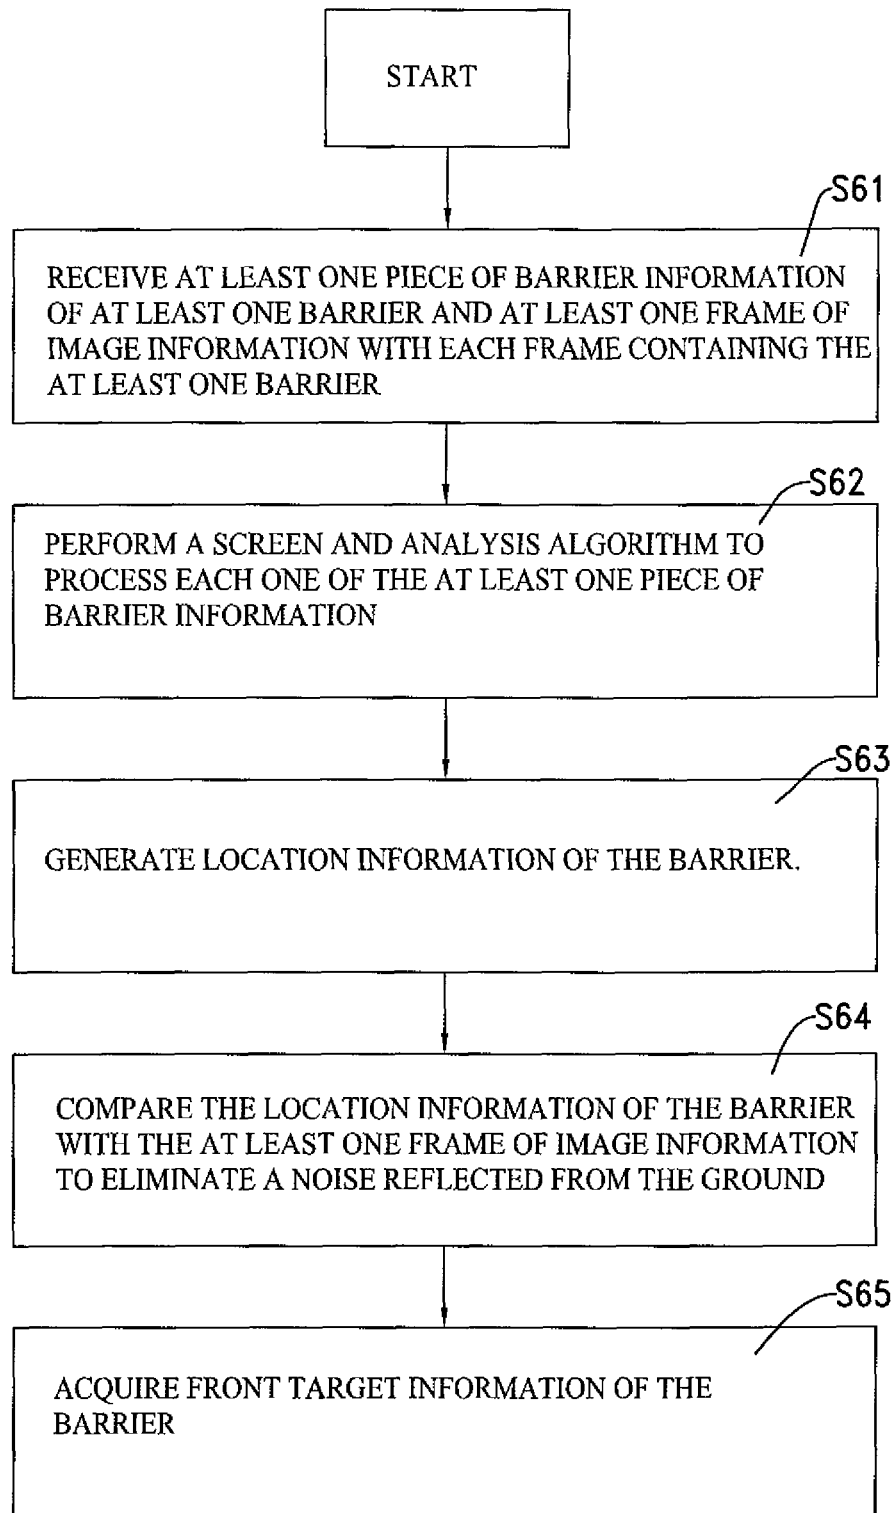 START
S61
RECEIVE AT LEAST ONE PIECE OF BARRIER INFORMATION
OF AT LEAST ONE BARRIER AND AT LEAST ONE FRAME OF
IMAGE INFORMATION WITH EACH FRAME CONTAINING THE
AT LEAST ONE BARRIER
S62
PERFORM A SCREEN AND ANALYSIS ALGORITHM TO
PROCESS EACH ONE OF THE AT LEAST ONE PIECE OF
BARRIER INFORMATION
S63
GENERATE LOCATION INFORMATION OF THE BARRIER.
S64
COMPARE THE LOCATION INFORMATION OF THE BARRIER
WITH THE AT LEAST ONE FRAME OF IMAGE INFORMATION
TO ELIMINATE A NOISE REFLECTED FROM THE GROUND
S65
ACQUIRE FRONT TARGET INFORMATION OF THE
BARRIER